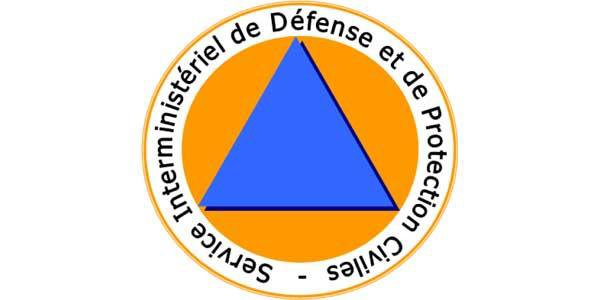 Service Interministériel de Défense et de Protection Civiles -